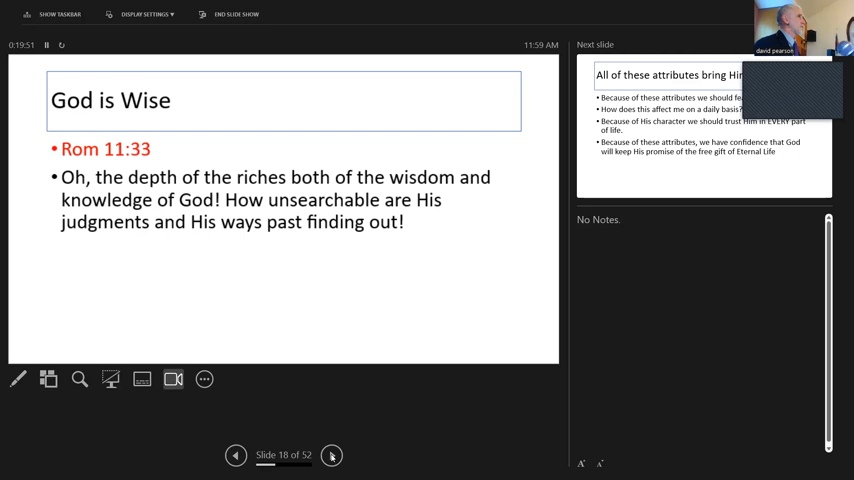 SHOW TASKBAR
DISPLAY SETTINGS
END SLIDE SHOW
0:19:51
11:59 AM
Next slide
david pearson
God is Wise
• Rom 11:33
• Oh, the depth of the riches both of the wisdom and
knowledge of God! How unsearchable are His
judgments and His ways past finding out!
All of these attributes bring
• Because of these attributes we should
• How does this affect me on a daily basis?
• Because of His character we should trust Him in EVERY part
of life.
• Because of these attributes, we have confidence that God
will keep His promise of the free gift of Eternal Life
No Notes.
Slide 18 of 52
A A